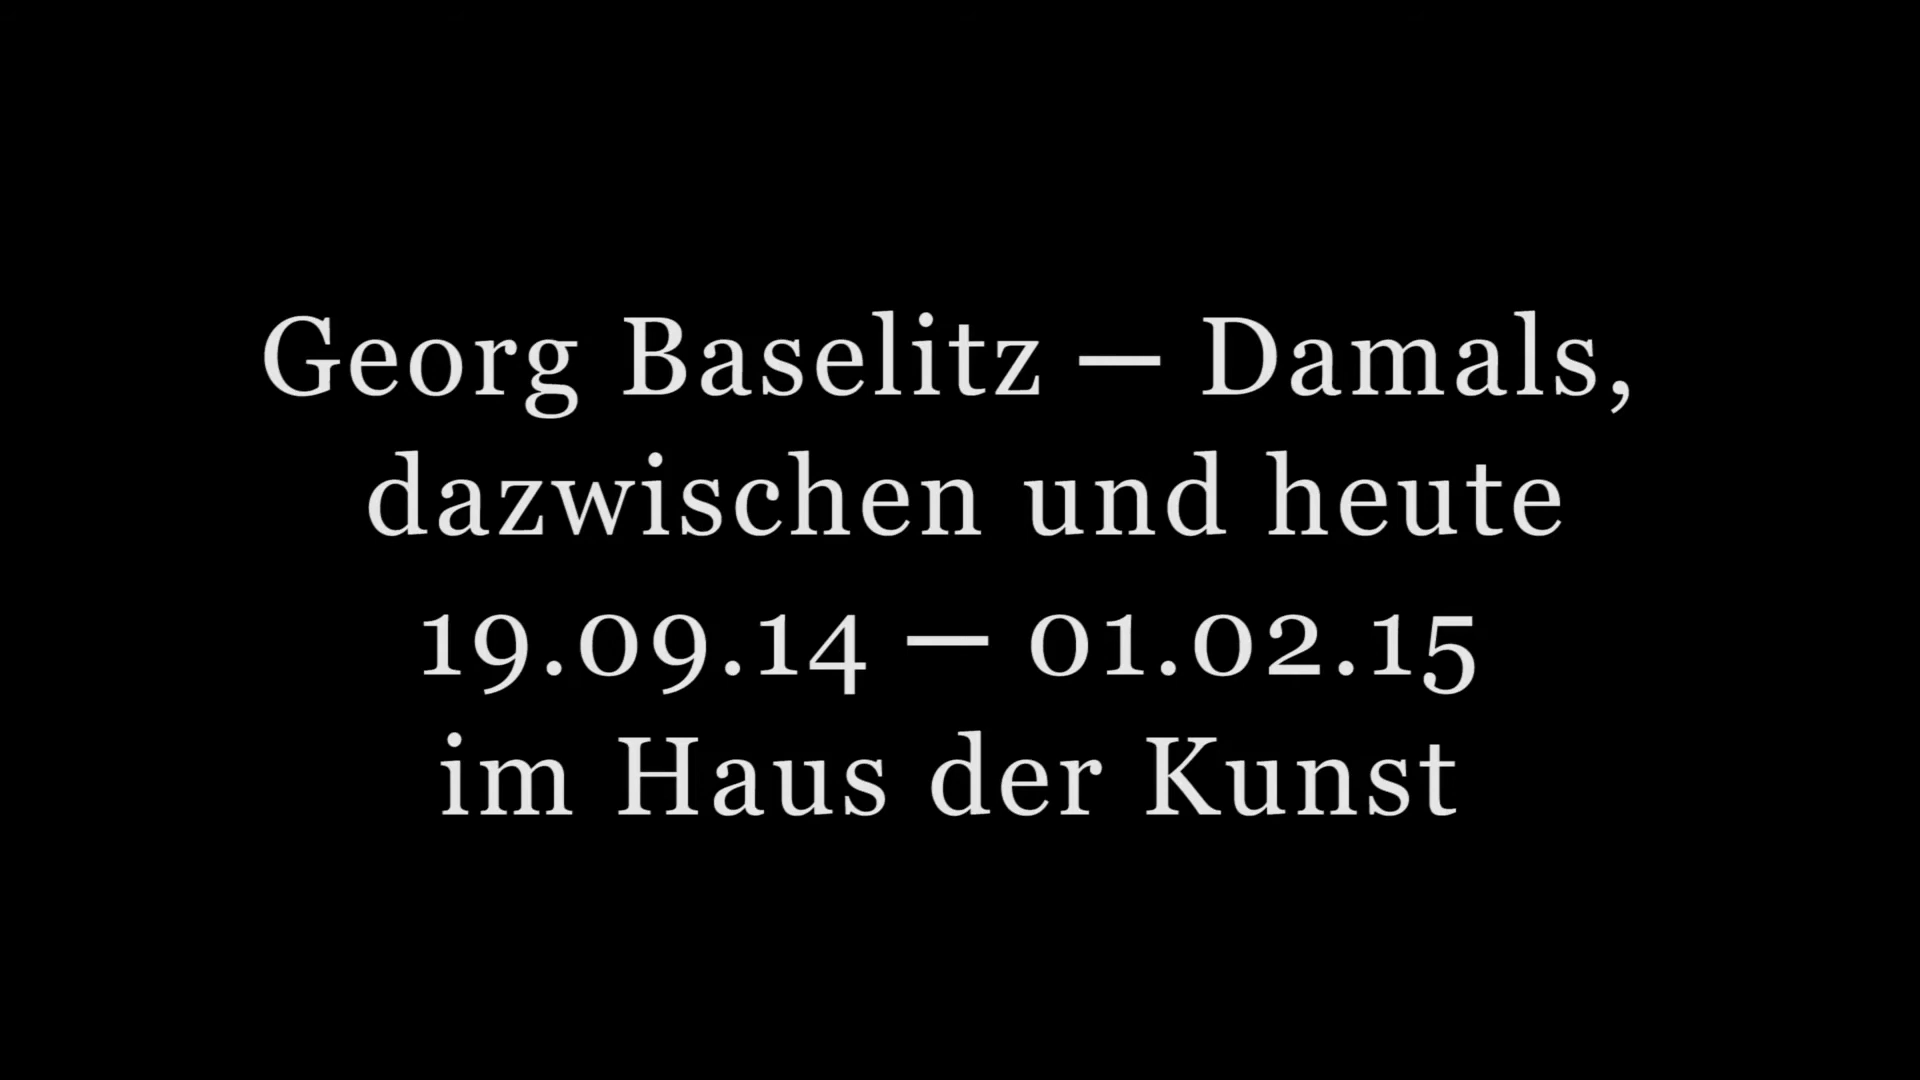 Georg Baselitz — Damals,
dazwischen und heute
19.09.14 — 01.02.15
im Haus der Kunst